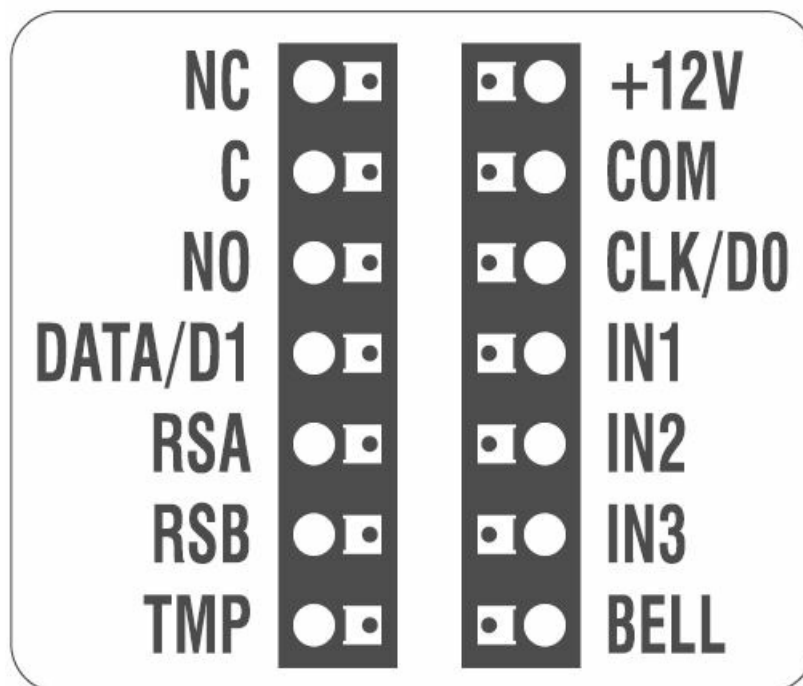 NC
C
NO
DATA/D1
RSA
RSB
TMP
+12V
COM
CLK/D0
IN1
IN2
IN3
BELL